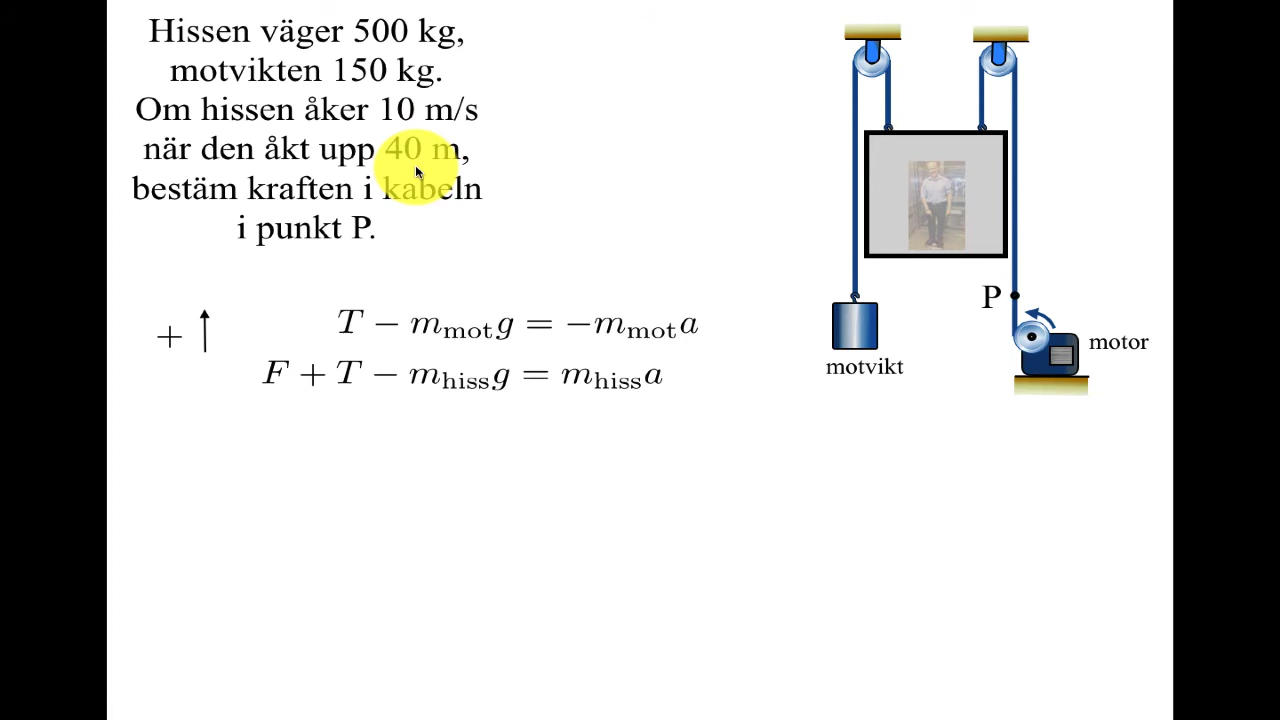 Hissen väger 500 kg,
motvikten 150 kg.
Om hissen åker 10 m/s
när den åkt upp 40 m,
bestäm kraften i kabeln
i punkt P.
+ ↑
T − m_mot g = −m_mot a
F + T − m_hiss g = m_hiss a
P
motor
motvikt